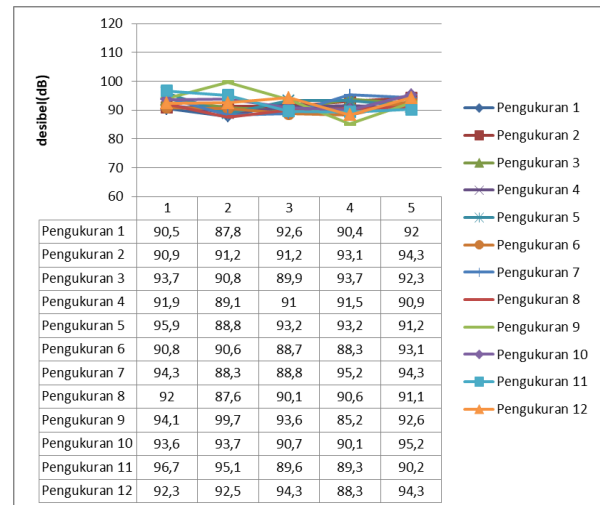 120
110
100
90
80
70
60
desibel(dB)
1 2 3 4 5
Pengukuran 1 90,5 87,8 92,6 90,4 92
Pengukuran 2 90,9 91,2 91,2 93,1 94,3
Pengukuran 3 93,7 90,8 89,9 93,7 92,3
Pengukuran 4 91,9 89,1 91 91,5 90,9
Pengukuran 5 95,9 88,8 93,2 93,2 91,2
Pengukuran 6 90,8 90,6 88,7 88,3 93,1
Pengukuran 7 94,3 88,3 88,8 95,2 94,3
Pengukuran 8 92 87,6 90,1 90,6 91,1
Pengukuran 9 94,1 99,7 93,6 85,2 92,6
Pengukuran 10 93,6 93,7 90,7 90,1 95,2
Pengukuran 11 96,7 95,1 89,6 89,3 90,2
Pengukuran 12 92,3 92,5 94,3 88,3 94,3
Pengukuran 1
Pengukuran 2
Pengukuran 3
Pengukuran 4
Pengukuran 5
Pengukuran 6
Pengukuran 7
Pengukuran 8
Pengukuran 9
Pengukuran 10
Pengukuran 11
Pengukuran 12